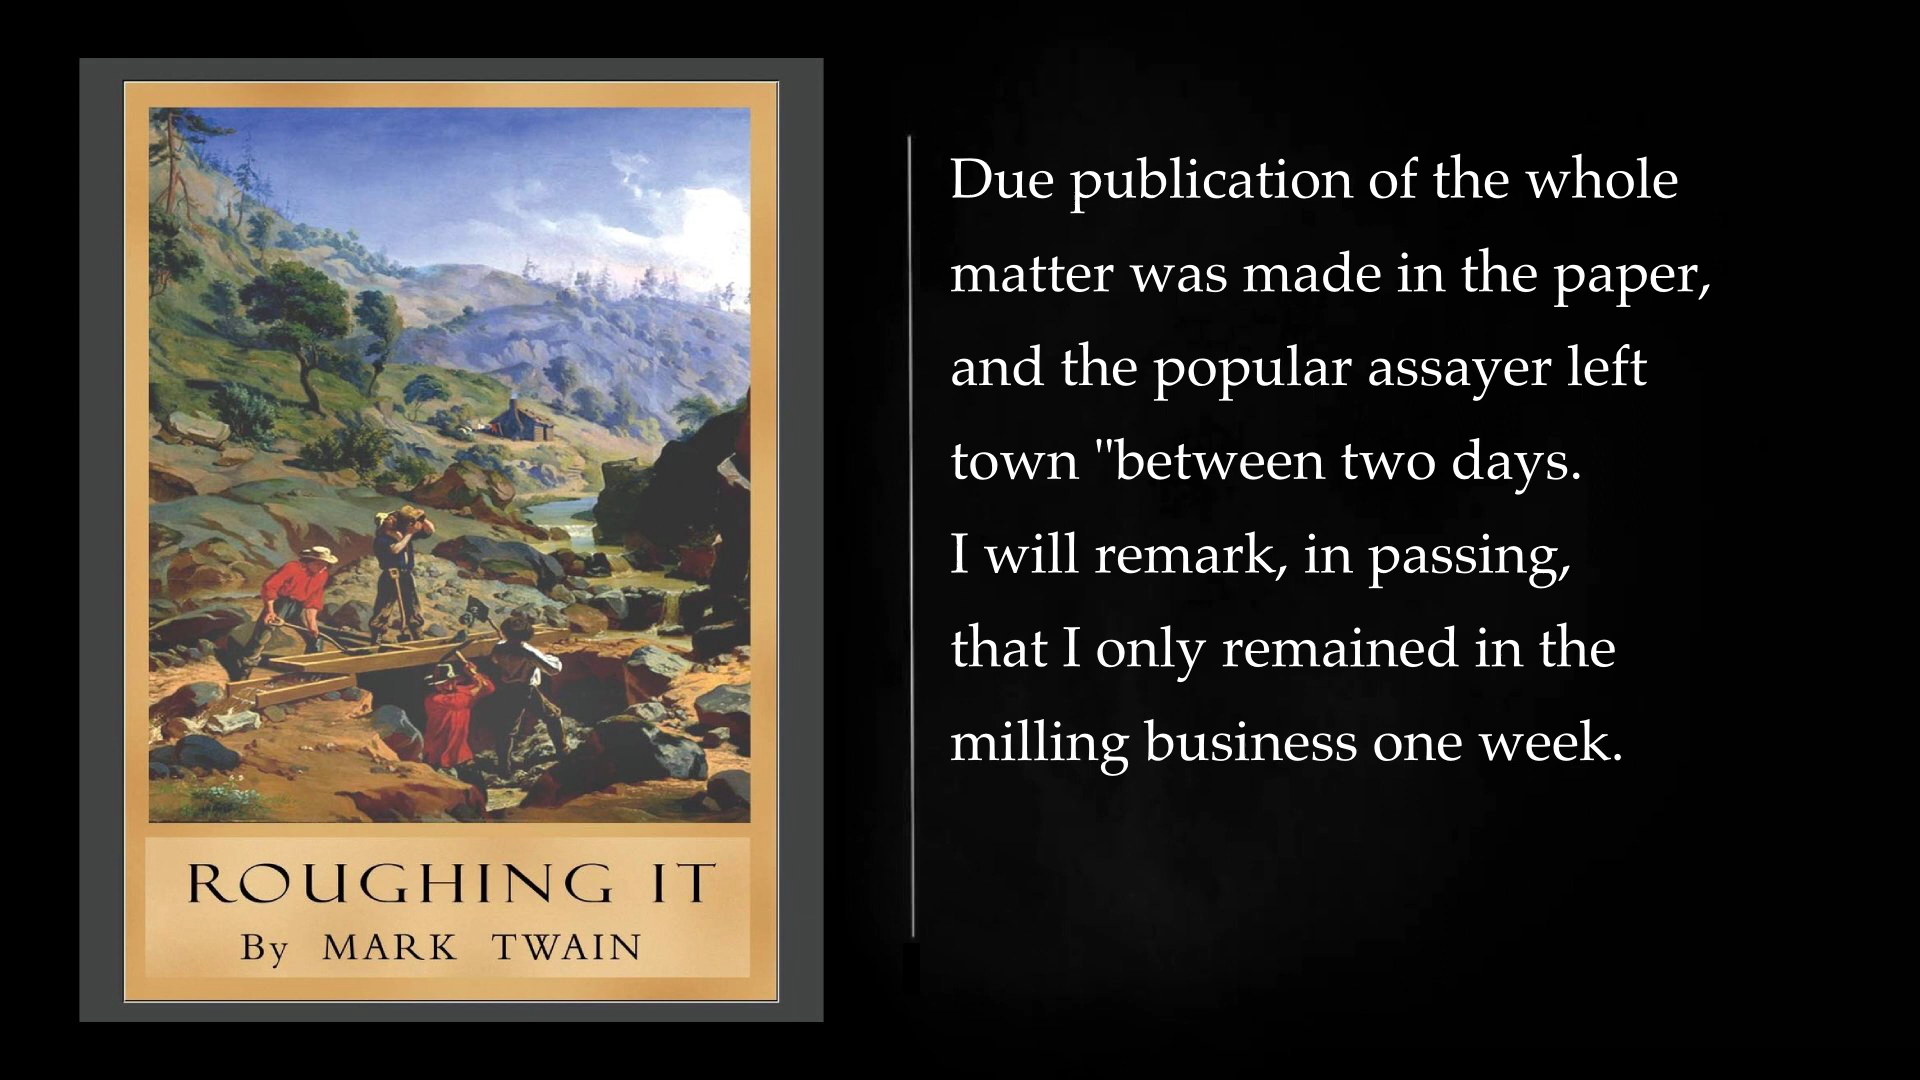 ROUGHING IT
By MARK TWAIN
Due publication of the whole
matter was made in the paper,
and the popular assayer left
town "between two days.
I will remark, in passing,
that I only remained in the
milling business one week.